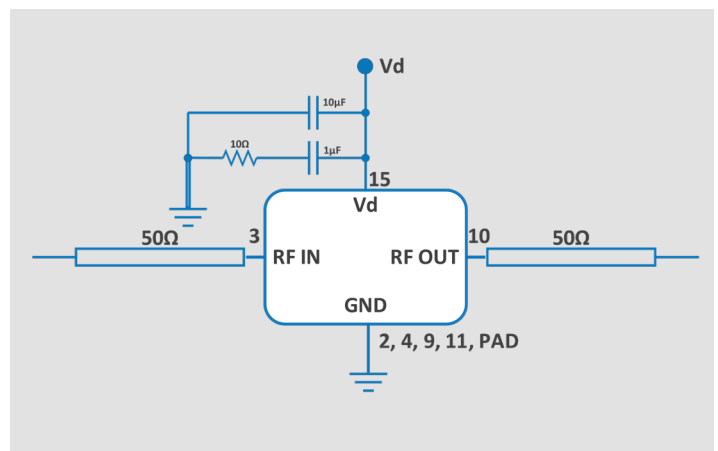 Vd
10µF
10Ω
1µF
15
Vd
50Ω
3
10
50Ω
RF IN
RF OUT
GND
2, 4, 9, 11, PAD